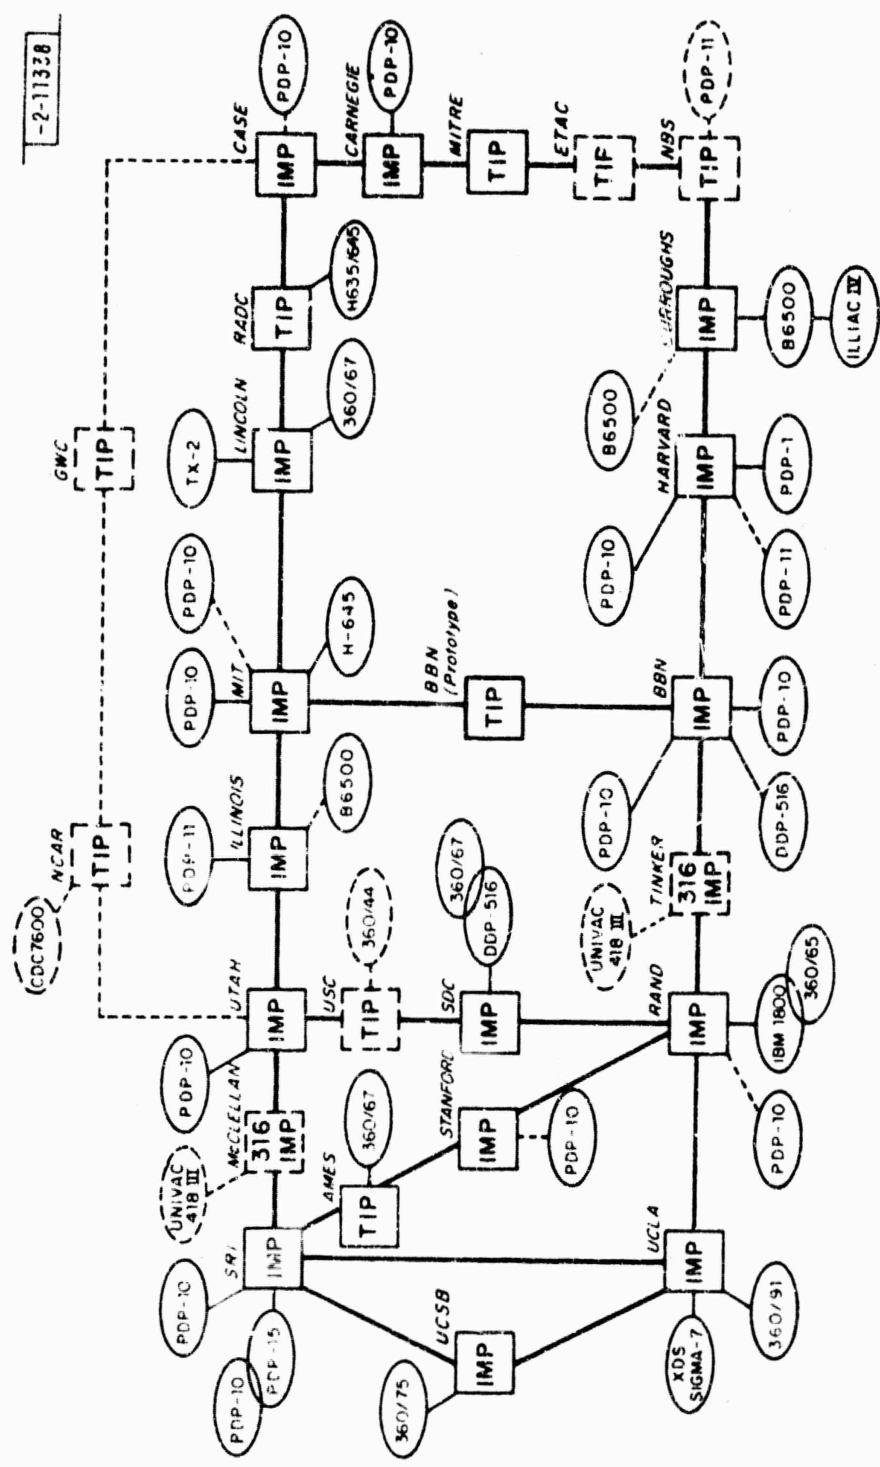 -2-11338
GWC
TIP
NCAR
TIP
CDC7600
CASE
IMP
PDP-10
CARNEGIE
IMP
PDP-10
MITRE
TIP
ETAC
TIP
NBS
TIP
PDP-11
RADC
TIP
H635/645
LINCOLN
IMP
TX-2
360/67
MIT
IMP
PDP-10
PDP-10
H-645
ILLINOIS
IMP
PDP-11
B6500
UTAH
IMP
PDP-10
McCLELLAN
316
IMP
UNIVAC
418 III
SRI
IMP
PDP-10
PDP-10
PDP-15
AMES
TIP
360/67
STANFORD
IMP
PDP-10
USC
TIP
360/44
SDC
IMP
DDP-516
360/67
BBN
(Prototype)
TIP
UCSB
IMP
360/75
UCLA
IMP
XDS
SIGMA-7
360/91
RAND
IMP
PDP-10
IBM 1800
360/65
TINKER
316
IMP
UNIVAC
418 III
BBN
IMP
PDP-10
DDP-516
PDP-10
HARVARD
IMP
PDP-10
PDP-11
PDP-1
BURROUGHS
IMP
B6500
B6500
ILLIAC IV